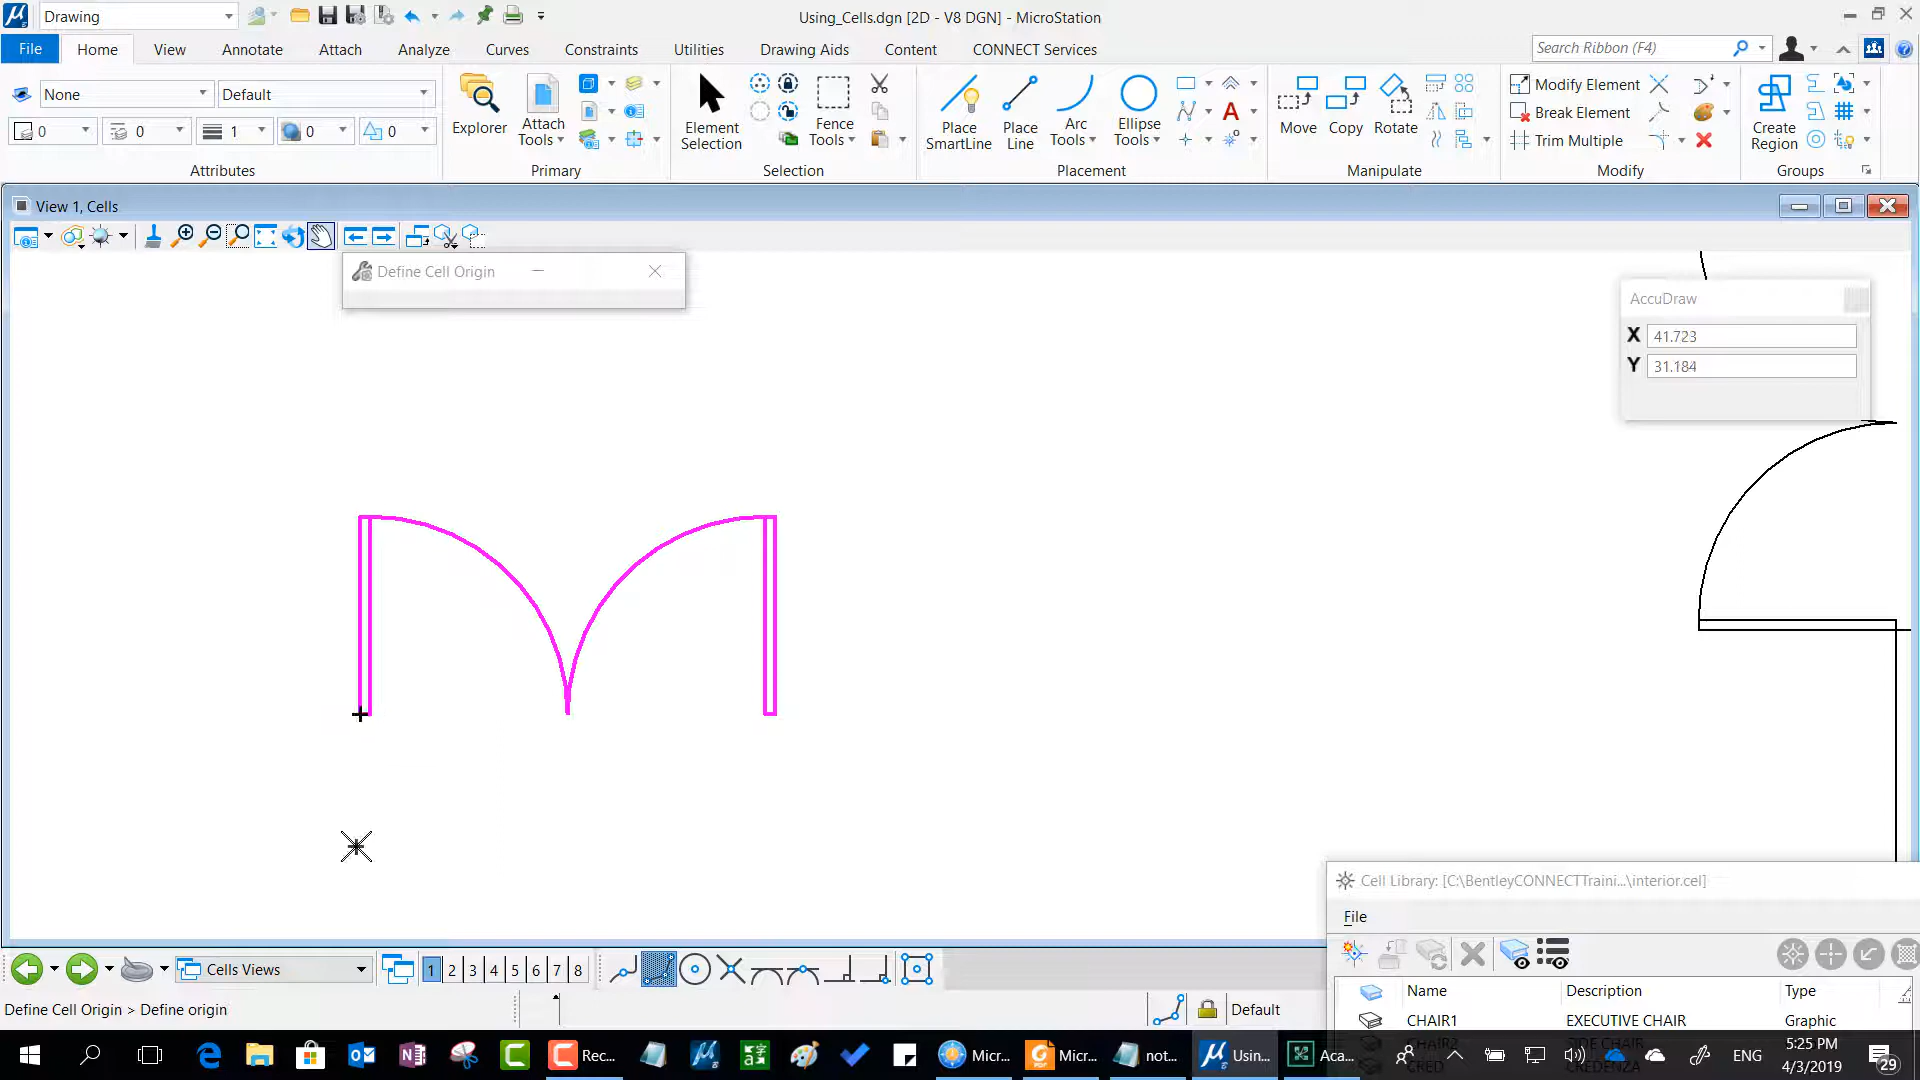 Drawing
Using_Cells.dgn [2D - V8 DGN] - MicroStation
File
Home
View
Annotate
Attach
Analyze
Curves
Constraints
Utilities
Drawing Aids
Content
CONNECT Services
Search Ribbon (F4)
None
Default
0
0
1
0
0
Attributes
Explorer
Attach
Tools
Primary
Element
Selection
Fence
Tools
Selection
Place
SmartLine
Place
Line
Arc
Tools
Ellipse
Tools
Placement
Move
Copy
Rotate
Manipulate
Modify Element
Break Element
Trim Multiple
Modify
Create
Region
Groups
View 1, Cells
Define Cell Origin
AccuDraw
X 41.723
Y 31.184
Cell Library: [C:\BentleyCONNECTTraini...\interior.cel]
File
Name Description Type
CHAIR1 EXECUTIVE CHAIR Graphic
Cells Views
1 2 3 4 5 6 7 8
Define Cell Origin > Define origin
Default
Rec...
Micr...
Micr...
not...
Usin...
Aca...
ENG
5:25 PM
4/3/2019
29